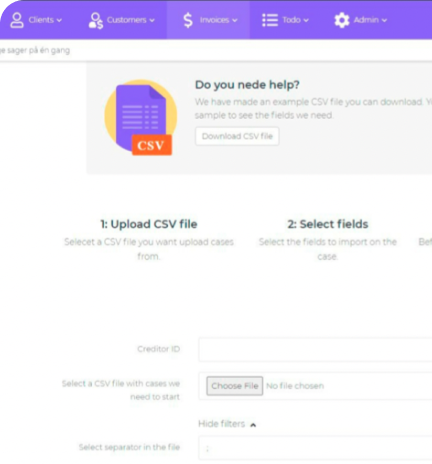 Clients
Customers
Invoices
Todo
Admin
sager på én gang
Do you nede help?
We have made an example CSV file you can download.
sample to see the fields we need.
Download CSV file
CSV
1: Upload CSV file
2: Select fields
Selecet a CSV file you want upload cases
from.
Select the fields to import on the
case.
Creditor ID
Select a CSV file with cases we
need to start
Choose File No file chosen
Hide filters
Select separator in the file
;